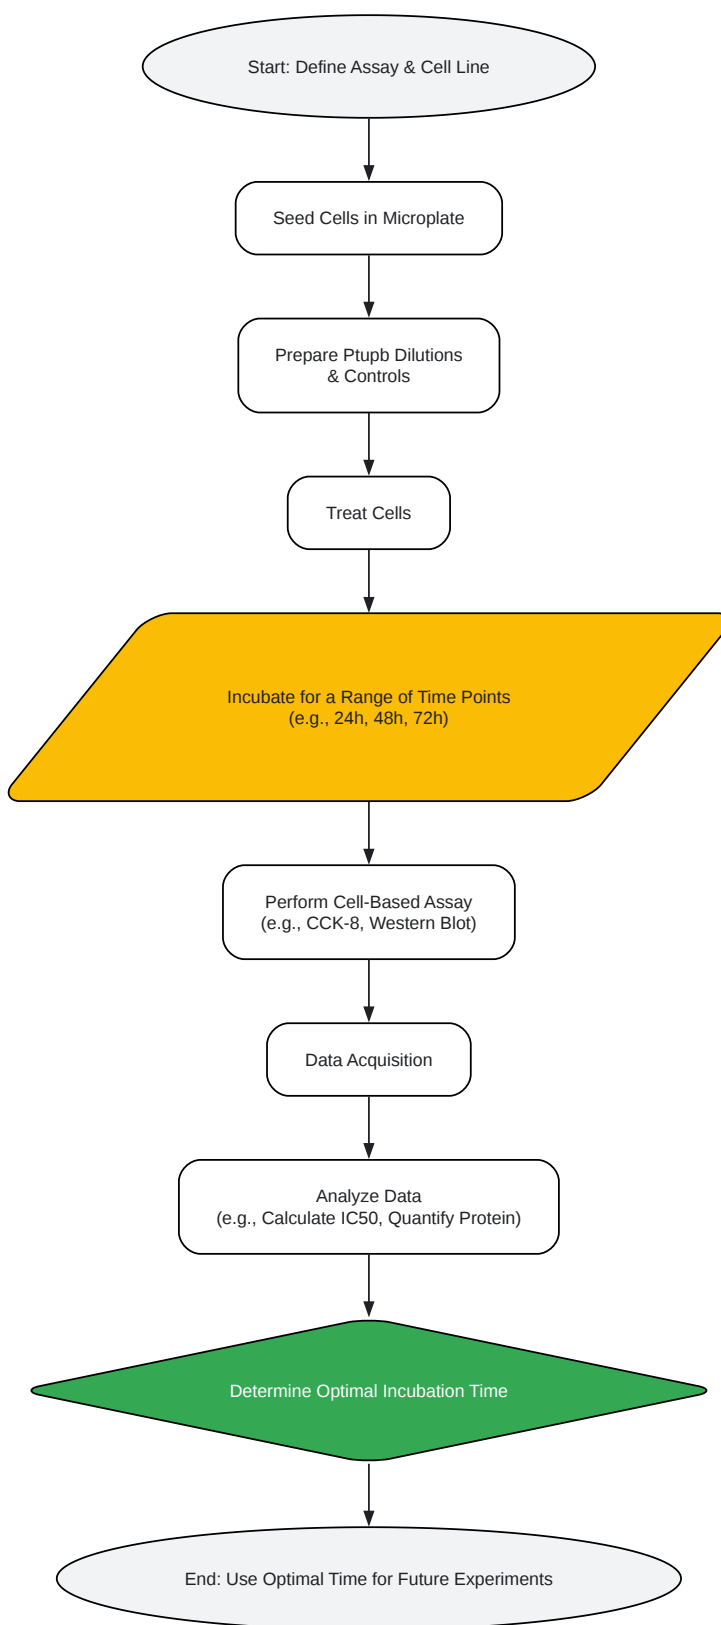 Start: Define Assay & Cell Line
Seed Cells in Microplate
Prepare Ptupb Dilutions
& Controls
Treat Cells
Incubate for a Range of Time Points
(e.g., 24h, 48h, 72h)
Perform Cell-Based Assay
(e.g., CCK-8, Western Blot)
Data Acquisition
Analyze Data
(e.g., Calculate IC50, Quantify Protein)
Determine Optimal Incubation Time
End: Use Optimal Time for Future Experiments